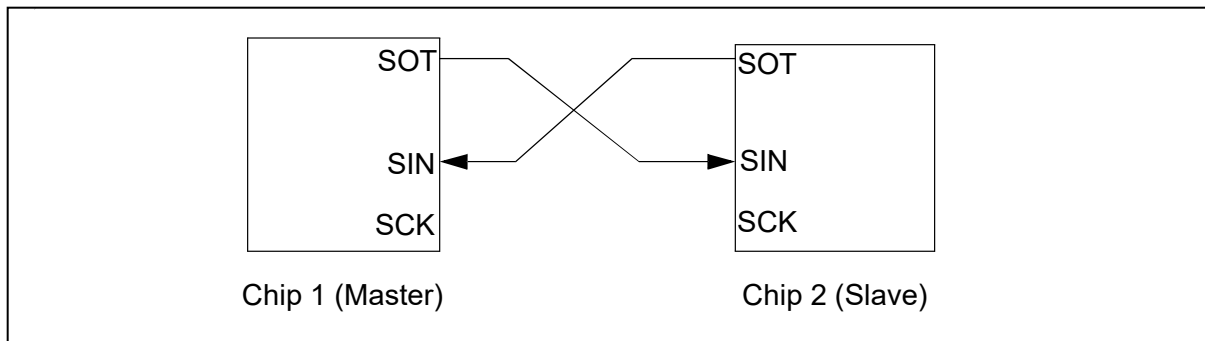 SOT
SIN
SCK
Chip 1 (Master)
SOT
SIN
SCK
Chip 2 (Slave)